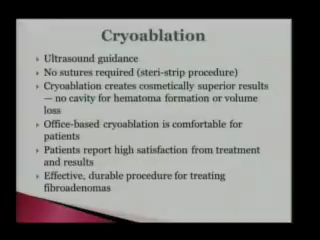 Cryoablation
Ultrasound guidance
No sutures required (steri-strip procedure)
Cryoablation creates cosmetically superior results
— no cavity for hematoma formation or volume
loss
Office-based cryoablation is comfortable for
patients
Patients report high satisfaction from treatment
and results
Effective, durable procedure for treating
fibroadenomas